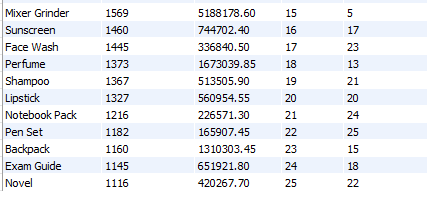 Mixer Grinder 1569 5188178.60 15 5
Sunscreen 1460 744702.40 16 17
Face Wash 1445 336840.50 17 23
Perfume 1373 1673039.85 18 13
Shampoo 1367 513505.90 19 21
Lipstick 1327 560954.55 20 20
Notebook Pack 1216 226571.30 21 24
Pen Set 1182 165907.45 22 25
Backpack 1160 1310303.45 23 15
Exam Guide 1145 651921.80 24 18
Novel 1116 420267.70 25 22